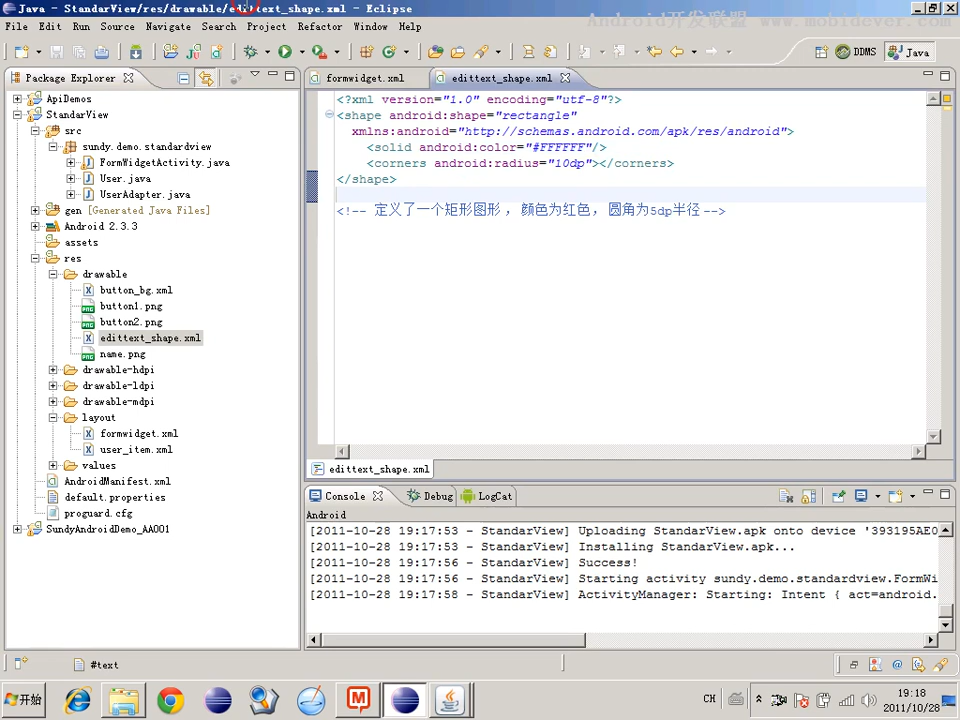 Java - StandarView/res/drawable/edittext_shape.xml - Eclipse
Android开发联盟 www.mobidever.com
File Edit Run Source Navigate Search Project Refactor Window Help
DDMS Java
Package Explorer
formwidget.xml edittext_shape.xml
ApiDemos
StandarView
src
sundy.demo.standardview
FormWidgetActivity.java
User.java
UserAdapter.java
gen [Generated Java Files]
Android 2.3.3
assets
res
drawable
button_bg.xml
button1.png
button2.png
edittext_shape.xml
name.png
drawable-hdpi
drawable-ldpi
drawable-mdpi
layout
formwidget.xml
user_item.xml
values
AndroidManifest.xml
default.properties
proguard.cfg
SundyAndroidDemo_AA001
<?xml version="1.0" encoding="utf-8"?>
<shape android:shape="rectangle"
xmlns:android="http://schemas.android.com/apk/res/android">
<solid android:color="#FFFFFF"/>
<corners android:radius="10dp"></corners>
</shape>
<!-- 定义了一个矩形图形 ，颜色为红色 ，圆角为5dp半径 -->
edittext_shape.xml
Console Debug LogCat
Android
[2011-10-28 19:17:53 - StandarView] Uploading StandarView.apk onto device '393195AE0
[2011-10-28 19:17:53 - StandarView] Installing StandarView.apk...
[2011-10-28 19:17:56 - StandarView] Success!
[2011-10-28 19:17:56 - StandarView] Starting activity sundy.demo.standardview.FormWi
[2011-10-28 19:17:58 - StandarView] ActivityManager: Starting: Intent { act=android.
#text
开始
CH
19:18
2011/10/28